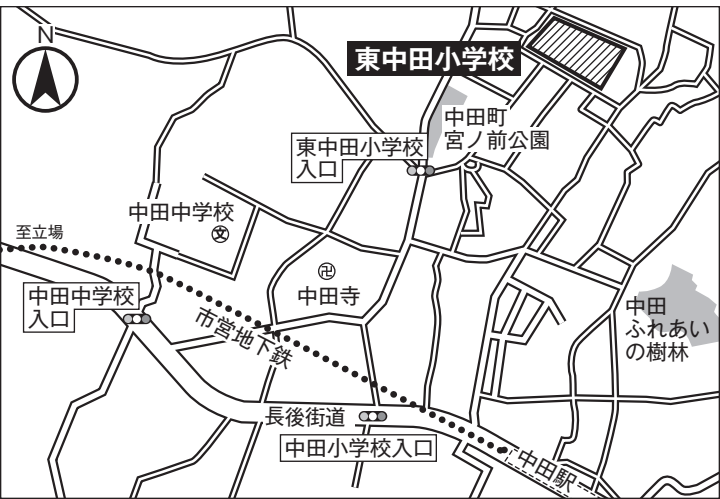 N
東中田小学校
中田町
宮ノ前公園
東中田小学校
入口
中田中学校
文
至立場
卍
中田寺
中田中学校
入口
市営地下鉄
中田
ふれあい
の樹林
長後街道
中田小学校入口
中田駅